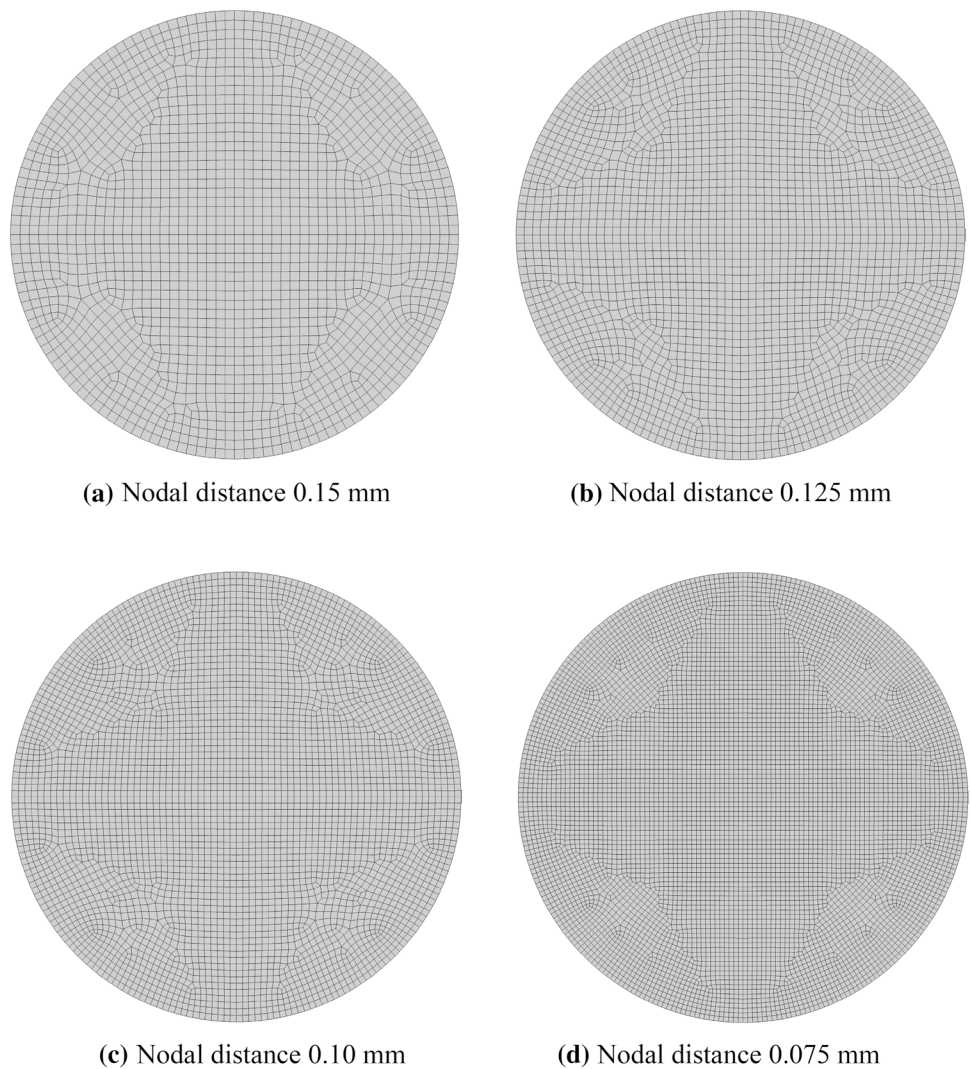 (a) Nodal distance 0.15 mm
(b) Nodal distance 0.125 mm
(c) Nodal distance 0.10 mm
(d) Nodal distance 0.075 mm